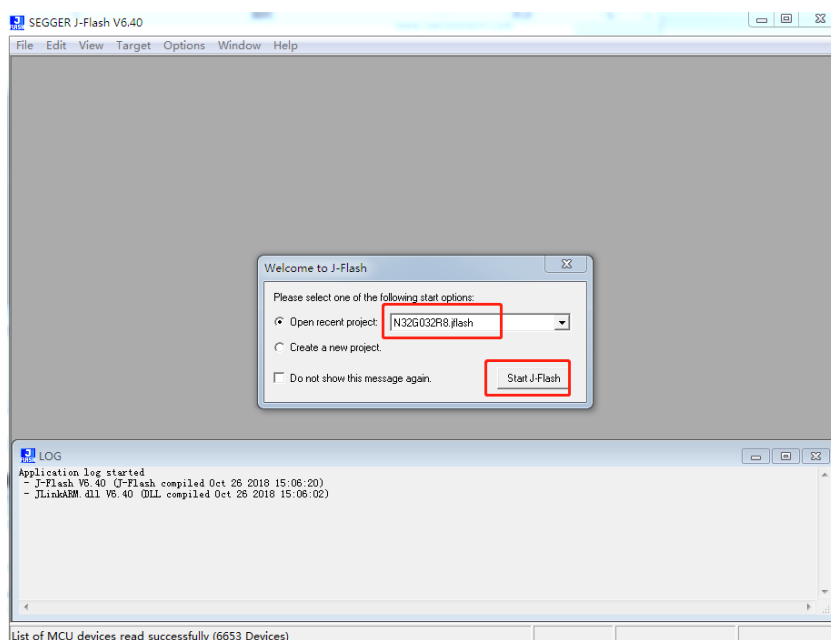 SEGGER J-Flash V6.40
File Edit View Target Options Window Help
Welcome to J-Flash
Please select one of the following start options:
Open recent project: N32G032R8.jflash
Create a new project.
Do not show this message again. Start J-Flash
LOG
Application log started
- J-Flash V6.40 (J-Flash compiled Oct 26 2018 15:06:20)
- JLinkARM.dll V6.40 (DLL compiled Oct 26 2018 15:06:02)
List of MCU devices read successfully (6653 Devices)